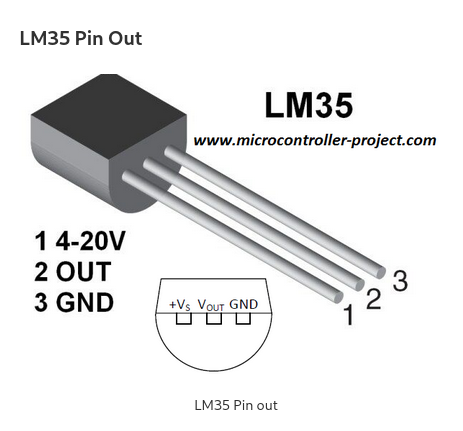 LM35 Pin Out
LM35
www.microcontroller-project.com
1 4-20V
2 OUT
3 GND
+VS VOUT GND
1
2
3
LM35 Pin out